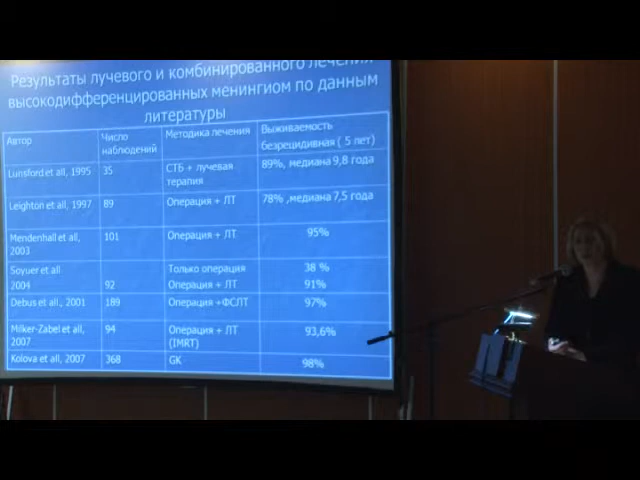 Результаты лучевого и комбинированного лечения
высокодифференцированных менингиом по данным
литературы
Автор
Число
наблюдений
Методика лечения
Выживаемость
безрецидивная ( 5 лет)
Lunsford et all, 1995
35
СТБ + лучевая
терапия
89%, медиана 9,8 года
Leighton et all, 1997
89
Операция + ЛТ
78% ,медиана 7,5 года
Mendenhall et all,
2003
101
Операция + ЛТ
95%
Soyuer et all
2004
92
Только операция
Операция + ЛТ
38 %
91%
Debus et all., 2001
189
Операция +ФСЛТ
97%
Milker-Zabel et all,
2007
94
Операция + ЛТ
(IMRT)
93,6%
Kolova et all, 2007
368
GK
98%